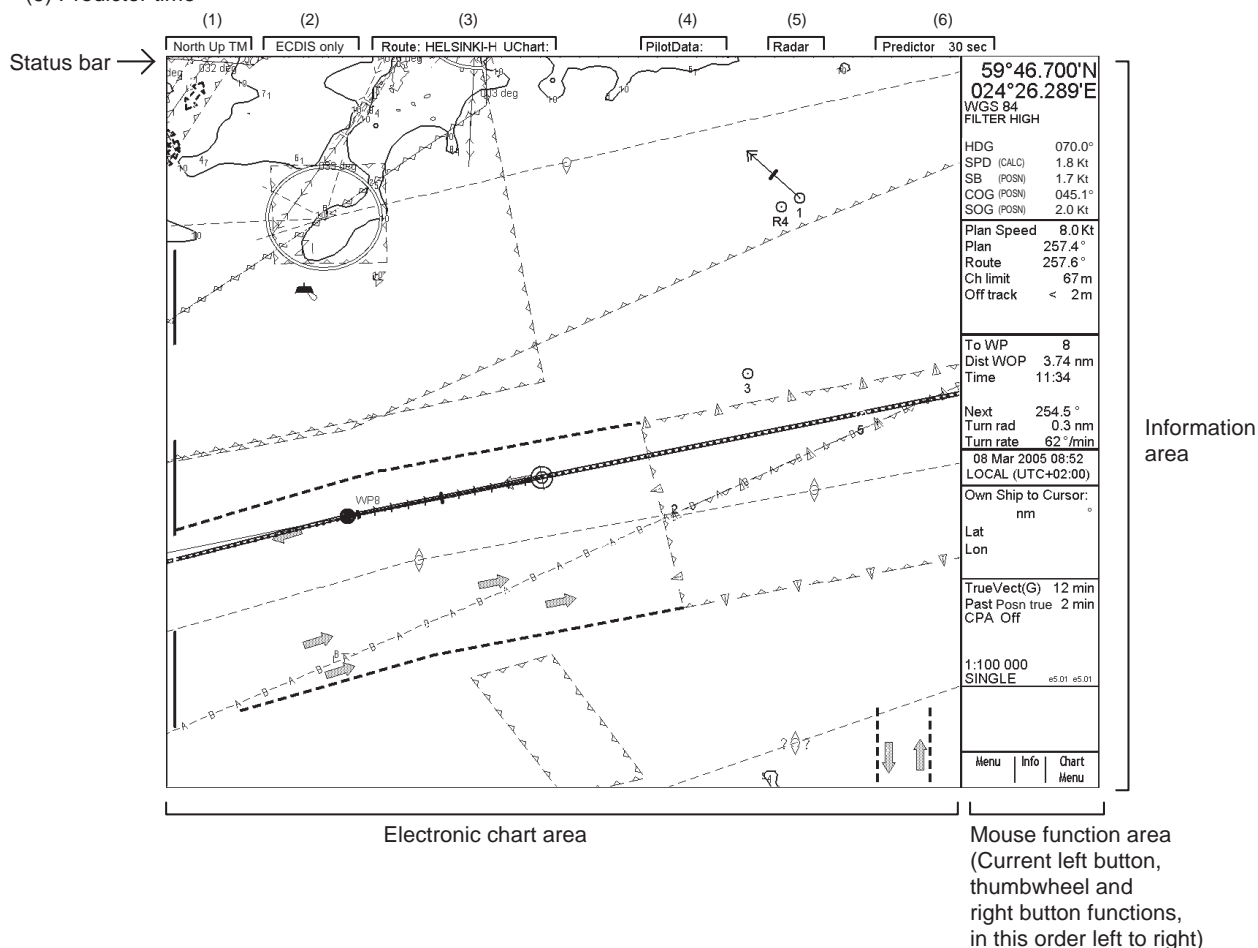 (1) (2) (3) (4) (5) (6)
North Up TM ECDIS only Route: HELSINKI-H UChart: PilotData: Radar Predictor 30 sec
Status bar
59°46.700'N
024°26.289'E
WGS 84
FILTER HIGH
HDG 070.0°
SPD (CALC) 1.8 Kt
SB (POSN) 1.7 Kt
COG (POSN) 045.1°
SOG (POSN) 2.0 Kt
Plan Speed 8.0Kt
Plan 257.4°
Route 257.6°
Ch limit 67m
Off track < 2m
To WP 8
Dist WOP 3.74 nm
Time 11:34
Next 254.5 °
Turn rad 0.3 nm
Turn rate 62°/min
08 Mar 2005 08:52
LOCAL (UTC+02:00)
Own Ship to Cursor:
nm °
Lat
Lon
TrueVect(G) 12 min
Past Posn true 2 min
CPA Off
1:100 000
SINGLE e5.01 e5.01
Menu Info Chart
Menu
032 deg
003 deg
R4 1
3
5
WP8
2
? ?
Information
area
Electronic chart area
Mouse function area
(Current left button,
thumbwheel and
right button functions,
in this order left to right)